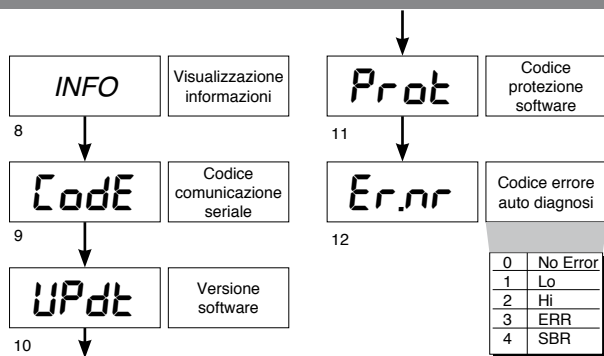 INFO
Visualizzazione
informazioni
8
CodE
Codice
comunicazione
seriale
9
UPdt
Versione
software
10
Prot
Codice
protezione
software
11
Er.nr
Codice errore
auto diagnosi
12
0 No Error
1 Lo
2 Hi
3 ERR
4 SBR